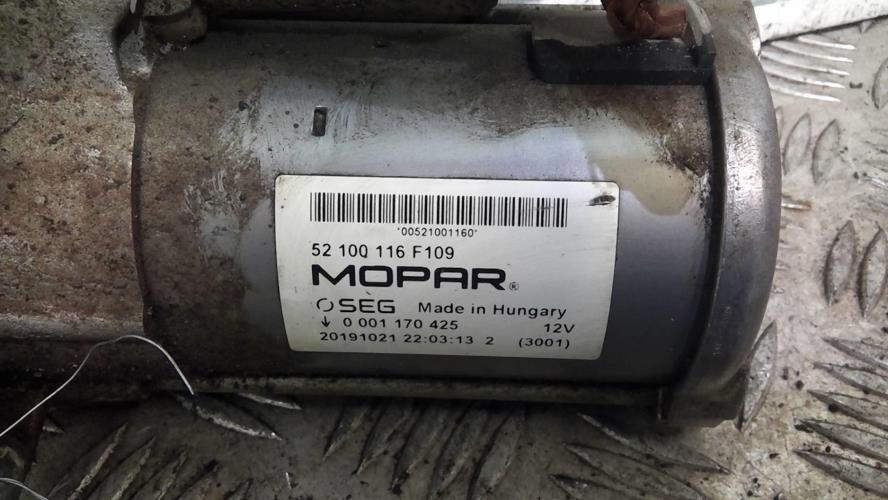 *00521001160*
52 100 116 F109
MOPAR®
SEG Made in Hungary
↓ 0 001 170 425 12V
20191021 22:03:13 2 (3001)